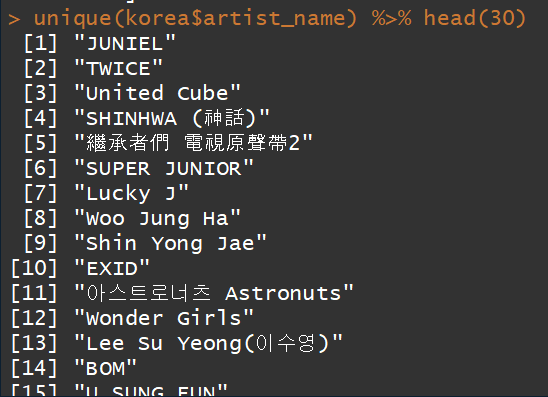 > unique(korea$artist_name) %>% head(30)
[1] "JUNIEL"
[2] "TWICE"
[3] "United Cube"
[4] "SHINHWA (神話)"
[5] "繼承者們 電視原聲帶2"
[6] "SUPER JUNIOR"
[7] "Lucky J"
[8] "Woo Jung Ha"
[9] "Shin Yong Jae"
[10] "EXID"
[11] "아스트로너츠 Astronuts"
[12] "Wonder Girls"
[13] "Lee Su Yeong(이수영)"
[14] "BOM"
[15] "U SUNG EUN"